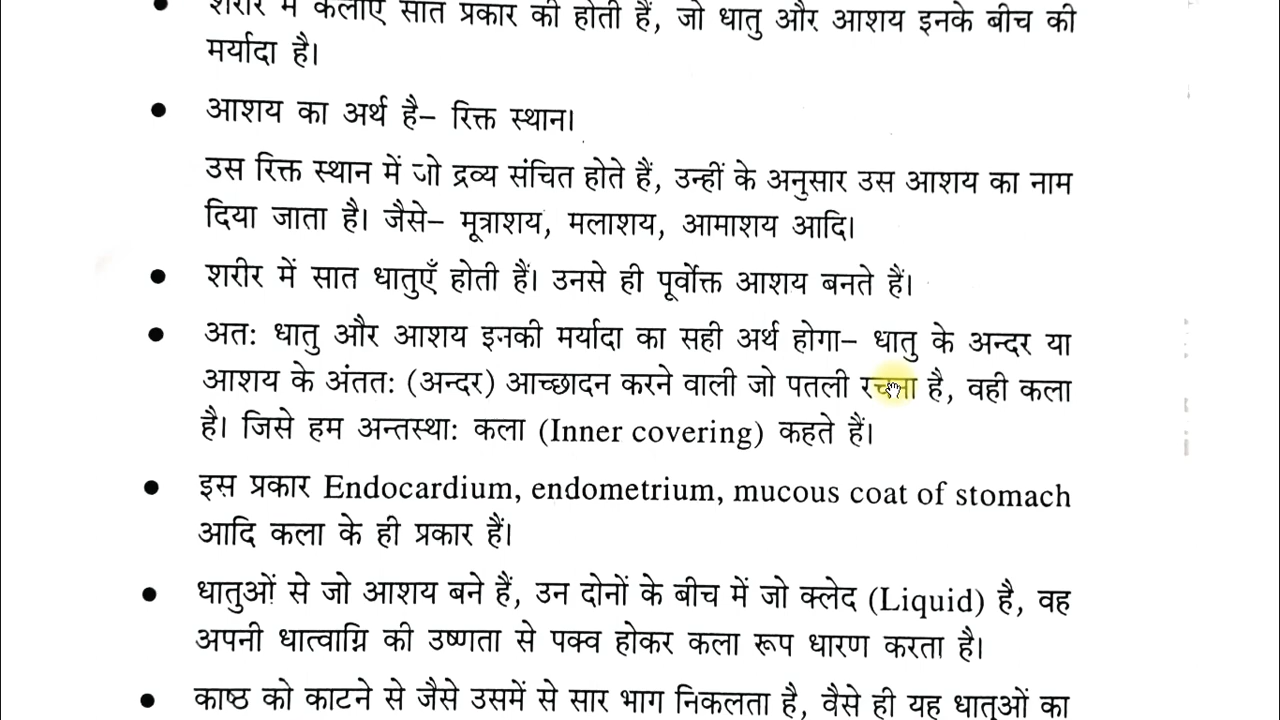 • शरीर में कलाएँ सात प्रकार की होती हैं, जो धातु और आशय इनके बीच की
मर्यादा है।
• आशय का अर्थ है– रिक्त स्थान।
उस रिक्त स्थान में जो द्रव्य संचित होते हैं, उन्हीं के अनुसार उस आशय का नाम
दिया जाता है। जैसे– मूत्राशय, मलाशय, आमाशय आदि।
• शरीर में सात धातुएँ होती हैं। उनसे ही पूर्वोक्त आशय बनते हैं।
• अतः धातु और आशय इनकी मर्यादा का सही अर्थ होगा– धातु के अन्दर या
आशय के अंततः (अन्दर) आच्छादन करने वाली जो पतली रचना है, वही कला
है। जिसे हम अन्तस्थाः कला (Inner covering) कहते हैं।
• इस प्रकार Endocardium, endometrium, mucous coat of stomach
आदि कला के ही प्रकार हैं।
• धातुओं से जो आशय बने हैं, उन दोनों के बीच में जो क्लेद (Liquid) है, वह
अपनी धात्वाग्नि की उष्णता से पक्व होकर कला रूप धारण करता है।
• काष्ठ को काटने से जैसे उसमें से सार भाग निकलता है, वैसे ही यह धातुओं का